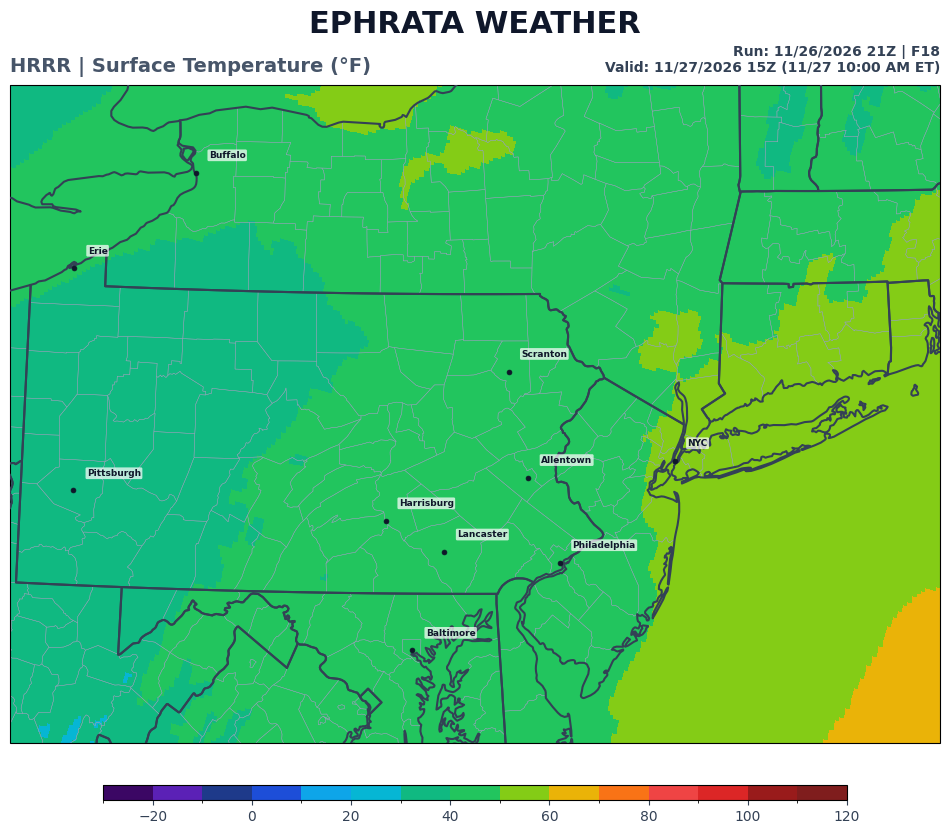 EPHRATA WEATHER
HRRR | Surface Temperature (°F)
Run: 11/26/2026 21Z | F18
Valid: 11/27/2026 15Z (11/27 10:00 AM ET)
Buffalo
Erie
Scranton
NYC
Allentown
Pittsburgh
Harrisburg
Lancaster
Philadelphia
Baltimore
−20 0 20 40 60 80 100 120